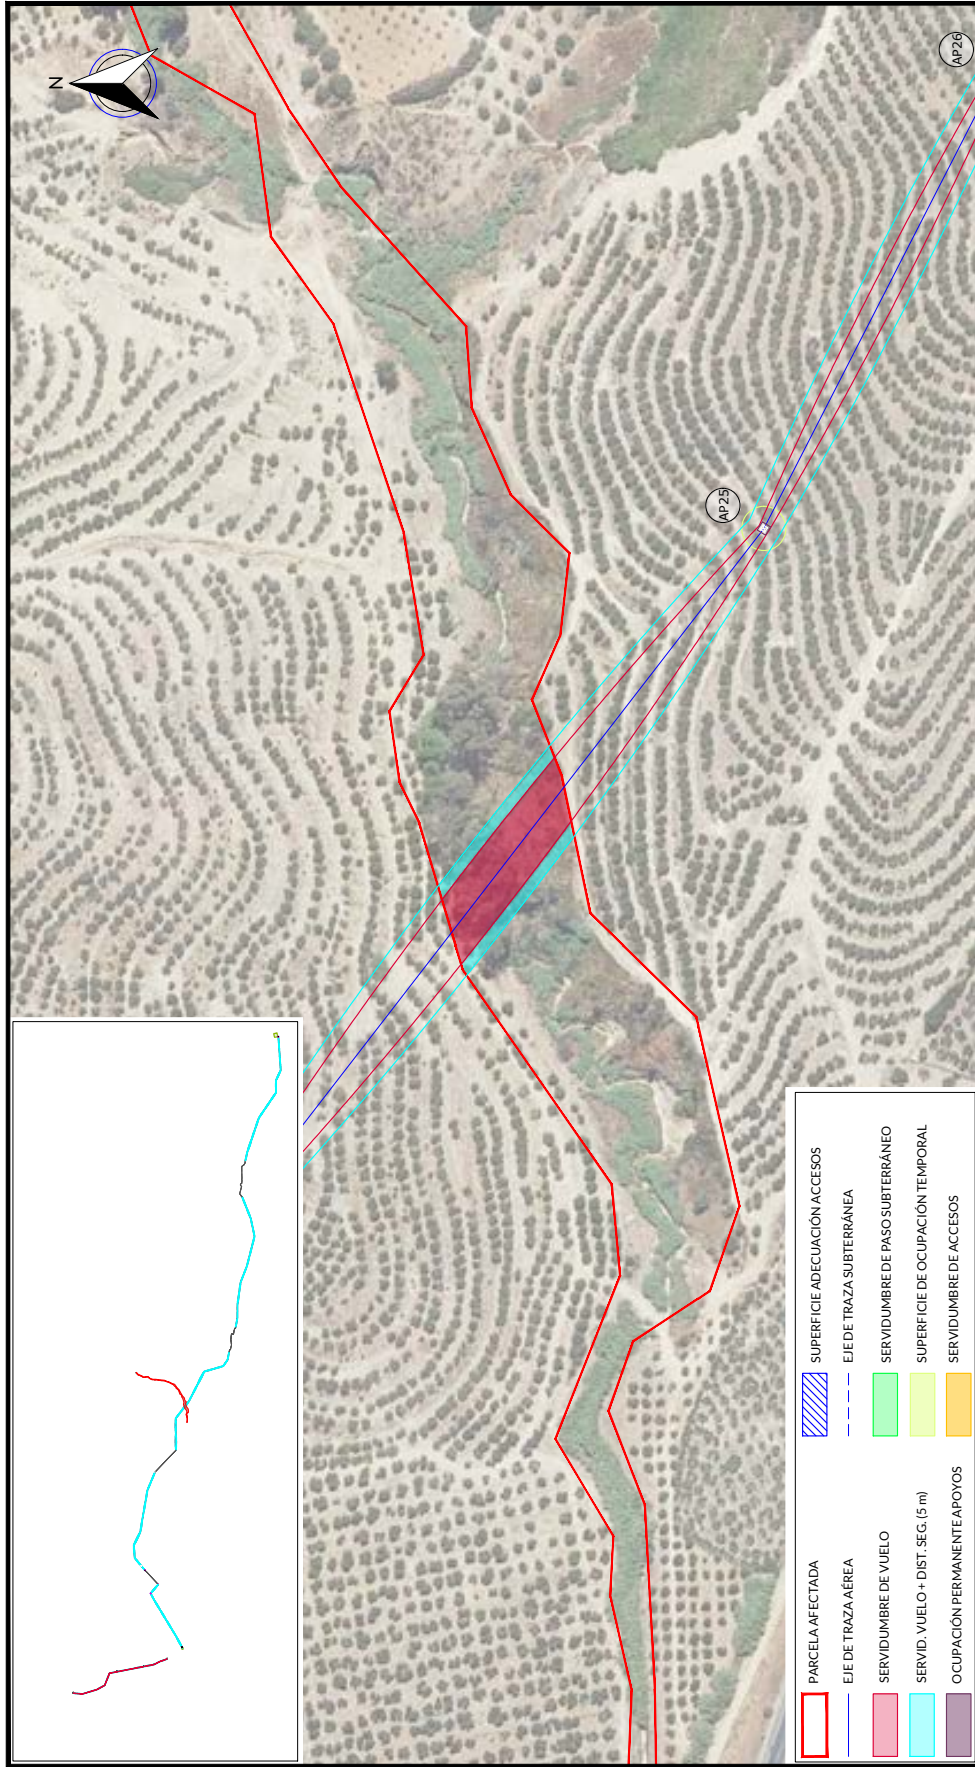 N
AP26
AP25
PARCELA AFECTADA
EJE DE TRAZA AÉREA
SERVIDUMBRE DE VUELO
SERVID. VUELO + DIST. SEG. (5 m)
OCUPACIÓN PERMANENTE APOYOS
SUPERFICIE ADECUACIÓN ACCESOS
EJE DE TRAZA SUBTERRÁNEA
SERVIDUMBRE DE PASO SUBTERRÁNEO
SUPERFICIE DE OCUPACIÓN TEMPORAL
SERVIDUMBRE DE ACCESOS